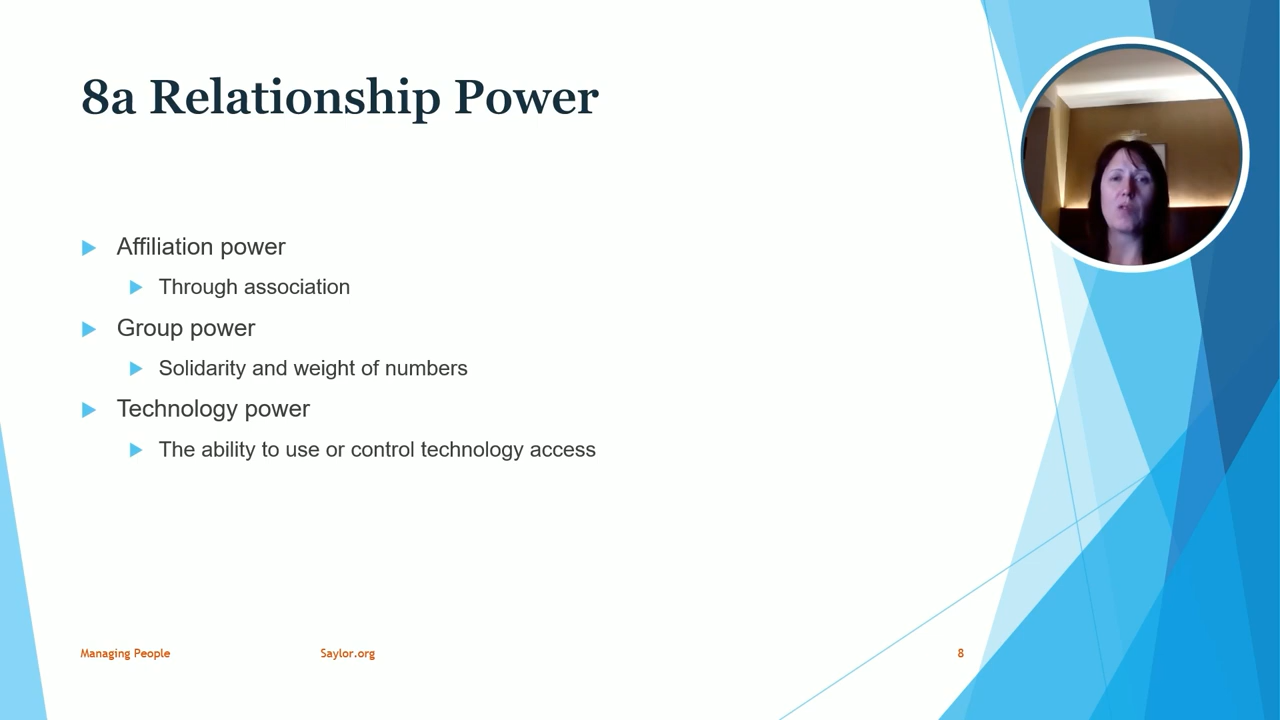 8a Relationship Power
Affiliation power
Through association
Group power
Solidarity and weight of numbers
Technology power
The ability to use or control technology access
Managing People
Saylor.org
8